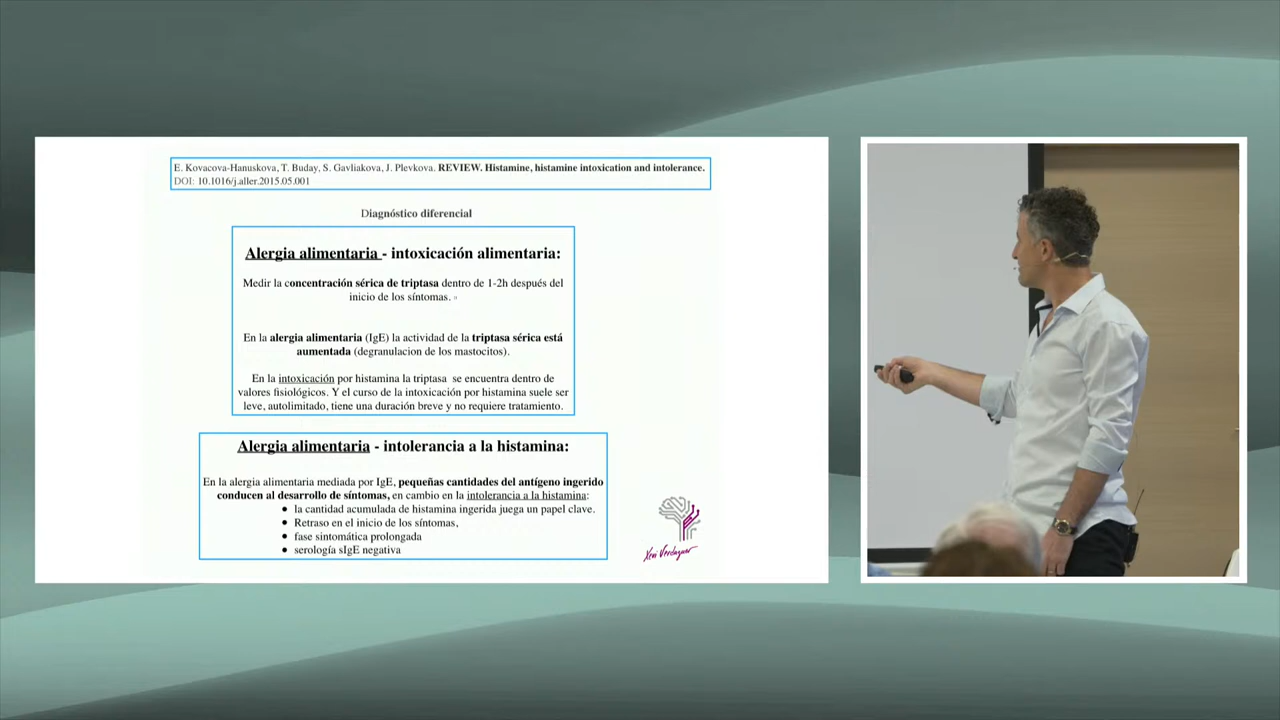 E. Kovacova-Hanuskova, T. Buday, S. Gavliakova, J. Plevkova. REVIEW. Histamine, histamine intoxication and intolerance.
DOI: 10.1016/j.aller.2015.05.001
Diagnóstico diferencial
Alergia alimentaria - intoxicación alimentaria:
Medir la concentración sérica de triptasa dentro de 1-2h después del
inicio de los síntomas.
En la alergia alimentaria (IgE) la actividad de la triptasa sérica está
aumentada (degranulacion de los mastocitos).
En la intoxicación por histamina la triptasa se encuentra dentro de
valores fisiológicos. Y el curso de la intoxicación por histamina suele ser
leve, autolimitado, tiene una duración breve y no requiere tratamiento.
Alergia alimentaria - intolerancia a la histamina:
En la alergia alimentaria mediada por IgE, pequeñas cantidades del antígeno ingerido
conducen al desarrollo de síntomas, en cambio en la intolerancia a la histamina:
• la cantidad acumulada de histamina ingerida juega un papel clave.
• Retraso en el inicio de los síntomas,
• fase sintomática prolongada
• serología sIgE negativa
Xevi Verdaguer